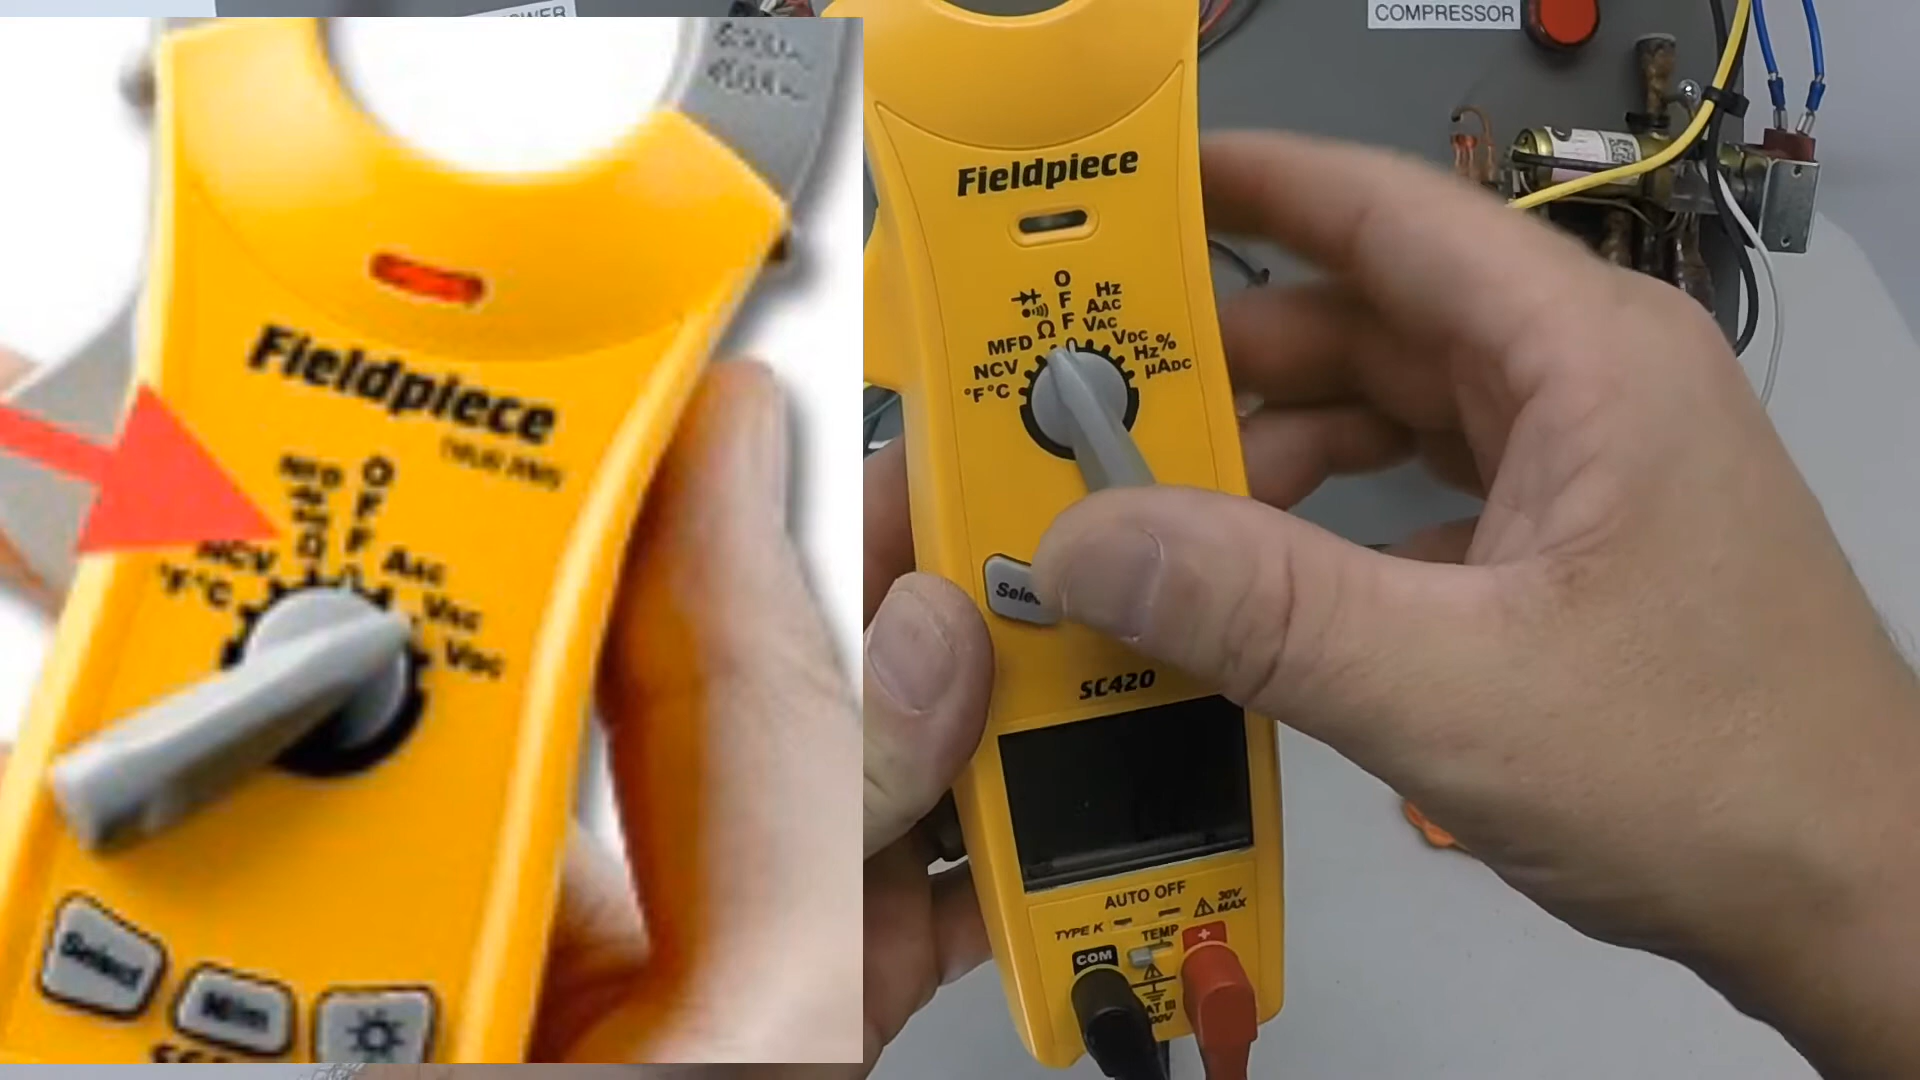 COMPRESSOR
Fieldpiece
MFD
O
F
F
Ω
NCV
°F°C
AAC
VAC
VDC
Select
Fieldpiece
O
F
F
Hz
AAC
VAC
Ω
MFD
NCV
°F°C
VDC
Hz%
µADC
SC420
AUTO OFF
30V
MAX
TYPE K
TEMP
COM
+